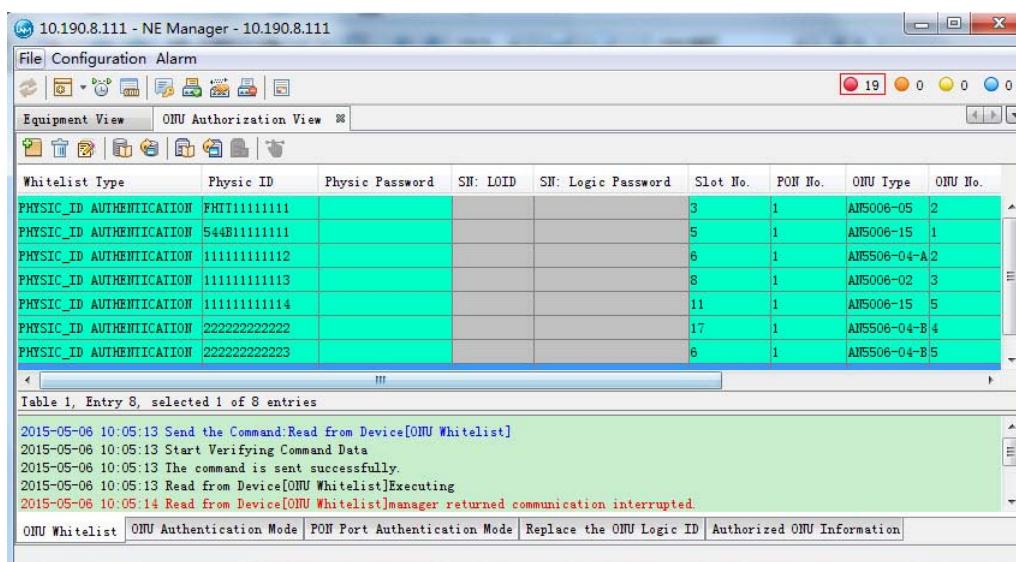 10.190.8.111 - NE Manager - 10.190.8.111
File Configuration Alarm
19 0 0 0
Equipment View ONU Authorization View
Whitelist Type Physic ID Physic Password SN: LOID SN: Logic Password Slot No. PON No. ONU Type ONU No.
PHYSIC_ID AUTHENTICATION FHTT11111111 3 1 AN5006-05 2
PHYSIC_ID AUTHENTICATION 544B11111111 5 1 AN5006-15 1
PHYSIC_ID AUTHENTICATION 111111111112 6 1 AN5506-04-A 2
PHYSIC_ID AUTHENTICATION 111111111113 8 1 AN5006-02 3
PHYSIC_ID AUTHENTICATION 111111111114 11 1 AN5006-15 5
PHYSIC_ID AUTHENTICATION 222222222222 17 1 AN5506-04-B 4
PHYSIC_ID AUTHENTICATION 222222222223 6 1 AN5506-04-B 5
Table 1, Entry 8, selected 1 of 8 entries
2015-05-06 10:05:13 Send the Command:Read from Device[ONU Whitelist]
2015-05-06 10:05:13 Start Verifying Command Data
2015-05-06 10:05:13 The command is sent successfully.
2015-05-06 10:05:13 Read from Device[ONU Whitelist]Executing
2015-05-06 10:05:14 Read from Device[ONU Whitelist]manager returned communication interrupted.
ONU Whitelist ONU Authentication Mode PON Port Authentication Mode Replace the ONU Logic ID Authorized ONU Information